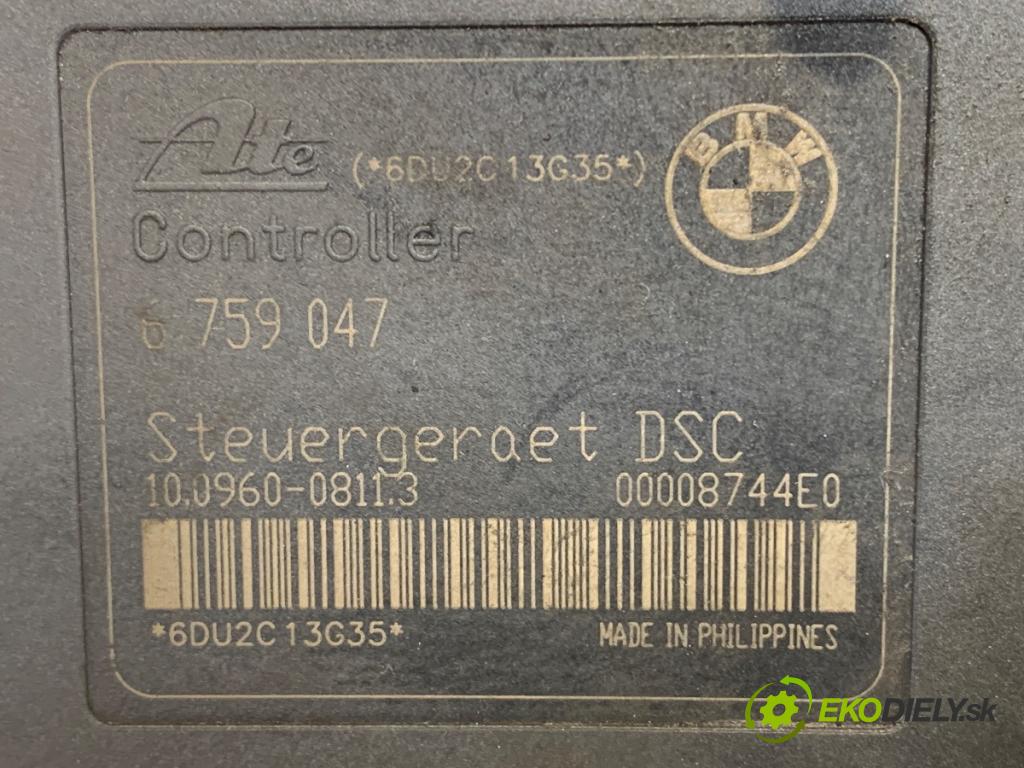 Ate (*6DU2C13G35*) BMW
Controller
6 759 047
Steuergeraet DSC
10.0960-0811.3 00008744E0
*6DU2C13G35* MADE IN PHILIPPINES
EKODIELY.sk